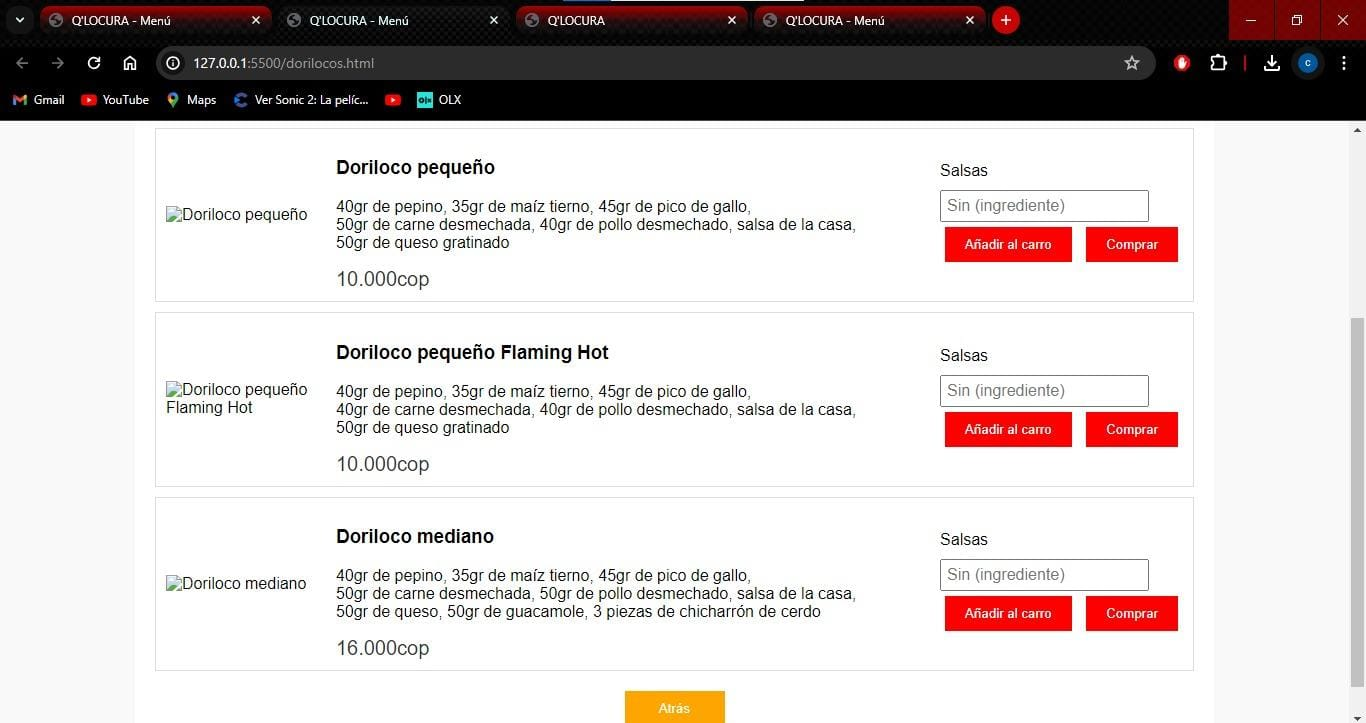 Q'LOCURA - Menú
Q'LOCURA - Menú
Q'LOCURA
Q'LOCURA - Menú
127.0.0.1:5500/dorilocos.html
c
Gmail
YouTube
Maps
Ver Sonic 2: La pelíc...
OLX
Doriloco pequeño
Doriloco pequeño
40gr de pepino, 35gr de maíz tierno, 45gr de pico de gallo,
50gr de carne desmechada, 40gr de pollo desmechado, salsa de la casa,
50gr de queso gratinado
10.000cop
Salsas
Sin (ingrediente)
Añadir al carro
Comprar
Doriloco pequeño
Flaming Hot
Doriloco pequeño Flaming Hot
40gr de pepino, 35gr de maíz tierno, 45gr de pico de gallo,
40gr de carne desmechada, 40gr de pollo desmechado, salsa de la casa,
50gr de queso gratinado
10.000cop
Salsas
Sin (ingrediente)
Añadir al carro
Comprar
Doriloco mediano
Doriloco mediano
40gr de pepino, 35gr de maíz tierno, 45gr de pico de gallo,
50gr de carne desmechada, 50gr de pollo desmechado, salsa de la casa,
50gr de queso, 50gr de guacamole, 3 piezas de chicharrón de cerdo
16.000cop
Salsas
Sin (ingrediente)
Añadir al carro
Comprar
Atrás